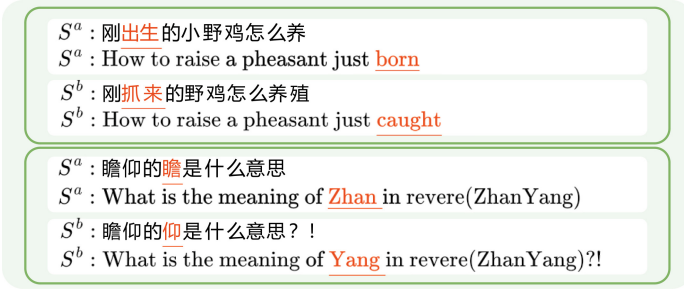 S^a : 刚出生的小野鸡怎么养
S^a : How to raise a pheasant just born
S^b : 刚抓来的野鸡怎么养殖
S^b : How to raise a pheasant just caught
S^a : 瞻仰的瞻是什么意思
S^a : What is the meaning of Zhan in revere(ZhanYang)
S^b : 瞻仰的仰是什么意思？！
S^b : What is the meaning of Yang in revere(ZhanYang)?!